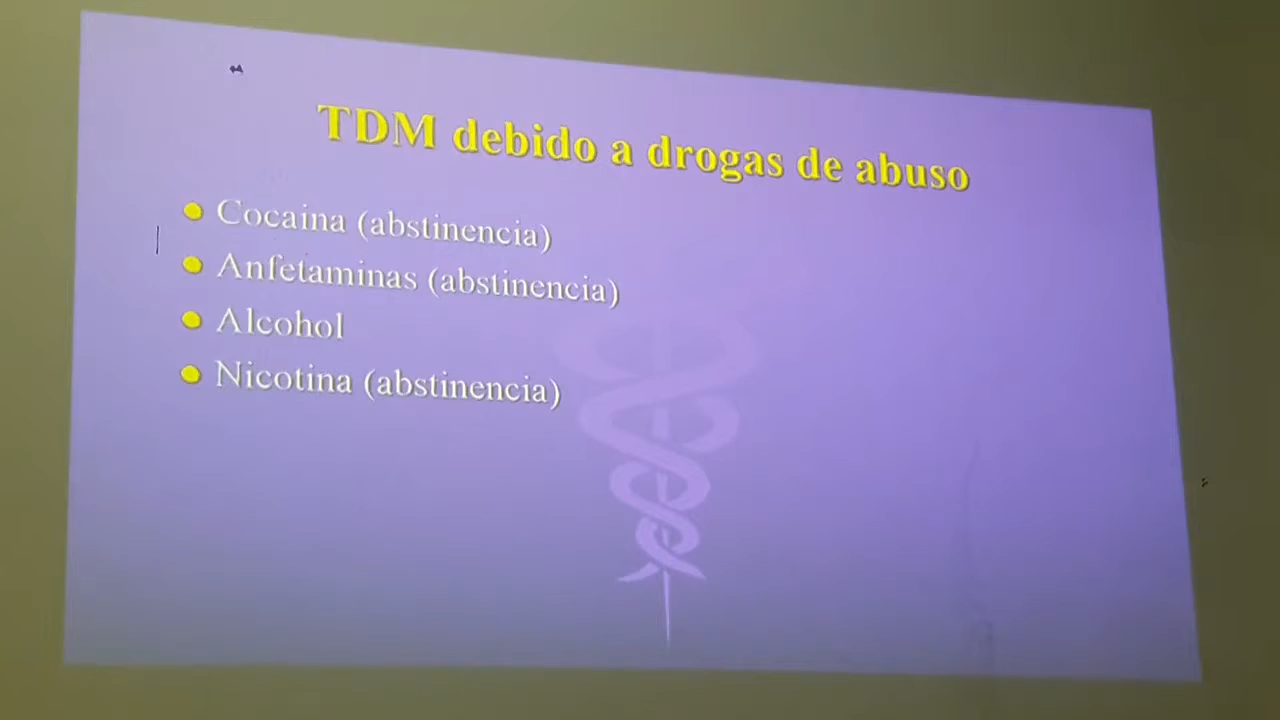 TDM debido a drogas de abuso
Cocaina (abstinencia)
Anfetaminas (abstinencia)
Alcohol
Nicotina (abstinencia)